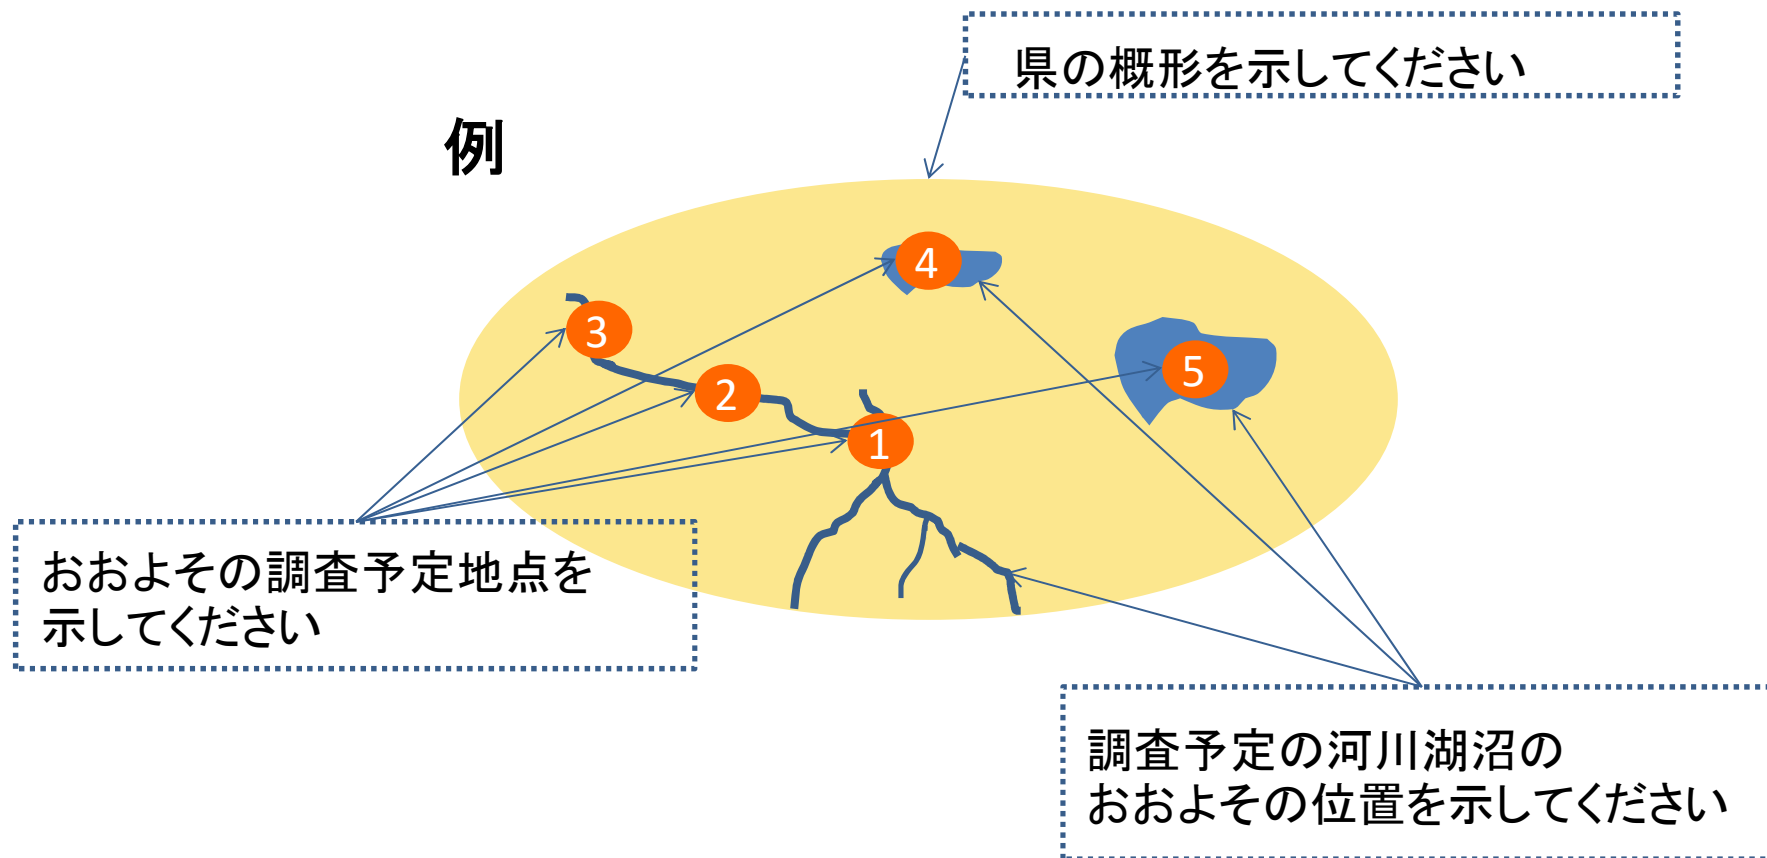 県の概形を示してください
例
4
3
5
2
1
おおよその調査予定地点を
示してください
調査予定の河川湖沼の
おおよその位置を示してください